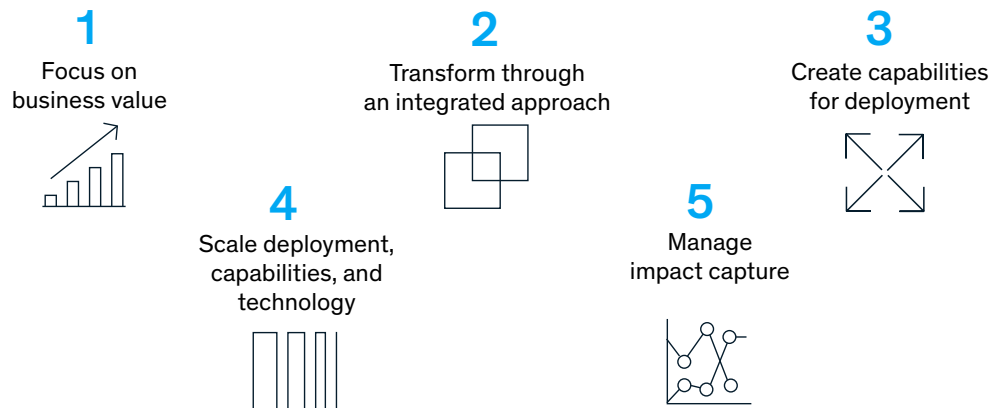 1
Focus on
business value
2
Transform through
an integrated approach
3
Create capabilities
for deployment
4
Scale deployment,
capabilities, and
technology
5
Manage
impact capture